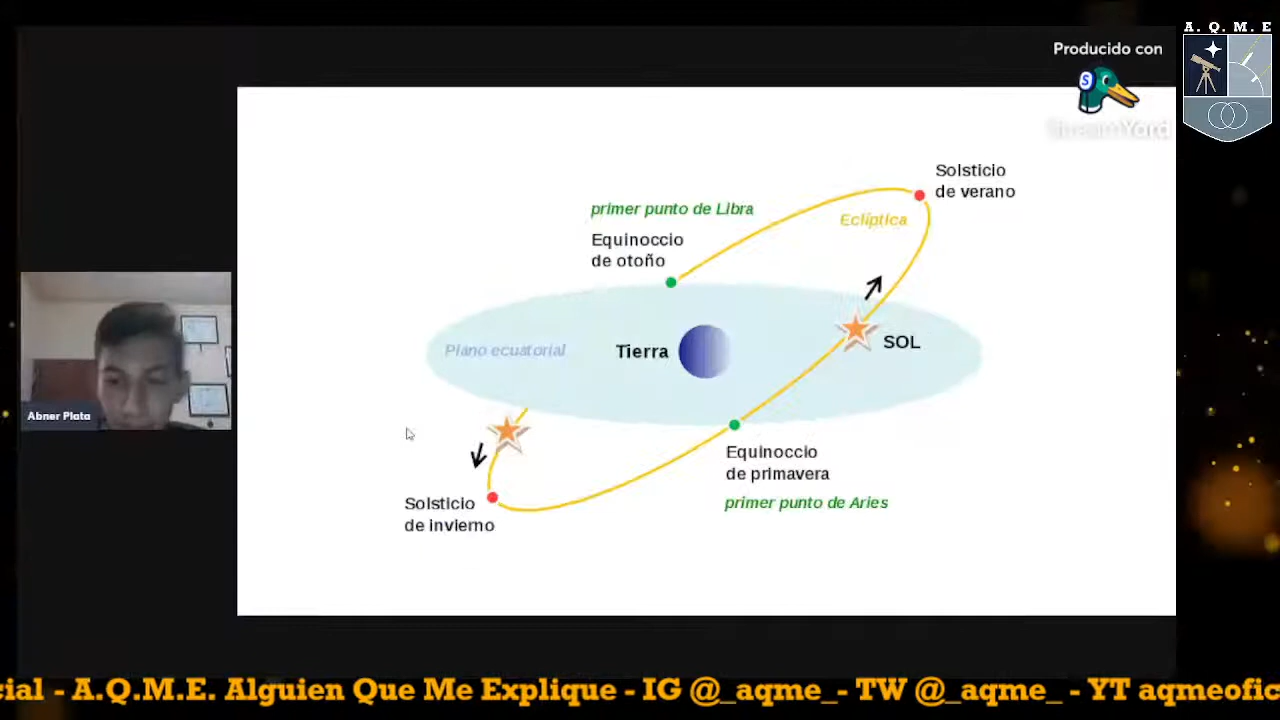 A. Q. M. E
Producido con
StreamYard
Solsticio
de verano
primer punto de Libra
Eclíptica
Equinoccio
de otoño
SOL
Plano ecuatorial
Tierra
Abner Plata
Equinoccio
de primavera
Solsticio
de invierno
primer punto de Aries
cial - A.Q.M.E. Alguien Que Me Explique - IG @_aqme_ - TW @_aqme_ - YT aqmeofic